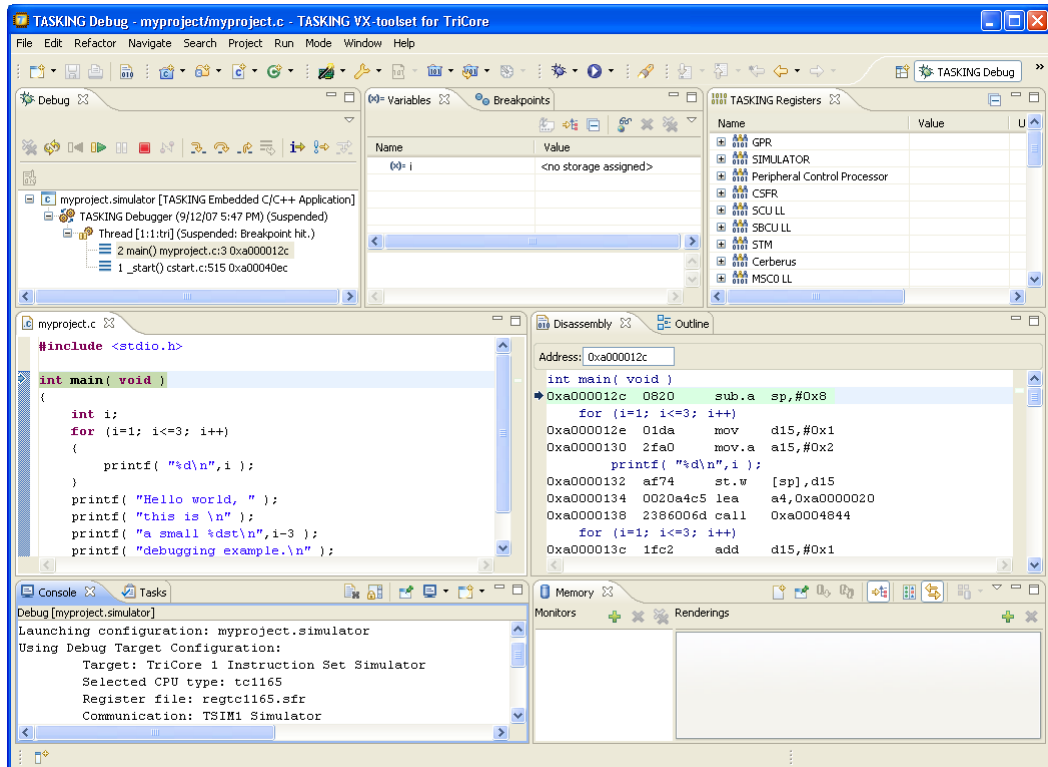 TASKING Debug - myproject/myproject.c - TASKING VX-toolset for TriCore
File Edit Refactor Navigate Search Project Run Mode Window Help
TASKING Debug »
Debug
(x)= Variables
Breakpoints
TASKING Registers
Name Value
Name Value U
(x)= i <no storage assigned>
GPR
SIMULATOR
Peripheral Control Processor
CSFR
SCU LL
SBCU LL
STM
Cerberus
MSC0 LL
myproject.simulator [TASKING Embedded C/C++ Application]
TASKING Debugger (9/12/07 5:47 PM) (Suspended)
Thread [1:1:tri] (Suspended: Breakpoint hit.)
2 main() myproject.c:3 0xa000012c
1 _start() cstart.c:515 0xa00040ec
myproject.c
#include <stdio.h>
int main( void )
{
int i;
for (i=1; i<=3; i++)
{
printf( "%d\n",i );
}
printf( "Hello world, " );
printf( "this is \n" );
printf( "a small %dst\n",i-3 );
printf( "debugging example.\n" );
Disassembly
Outline
Address: 0xa000012c
int main( void )
0xa000012c 0820 sub.a sp,#0x8
for (i=1; i<=3; i++)
0xa000012e 01da mov d15,#0x1
0xa0000130 2fa0 mov.a a15,#0x2
printf( "%d\n",i );
0xa0000132 af74 st.w [sp],d15
0xa0000134 0020a4c5 lea a4,0xa0000020
0xa0000138 2386006d call 0xa0004844
for (i=1; i<=3; i++)
0xa000013c 1fc2 add d15,#0x1
Console
Tasks
Debug [myproject.simulator]
Launching configuration: myproject.simulator
Using Debug Target Configuration:
Target: TriCore 1 Instruction Set Simulator
Selected CPU type: tc1165
Register file: regtc1165.sfr
Communication: TSIM1 Simulator
Memory
Monitors
Renderings